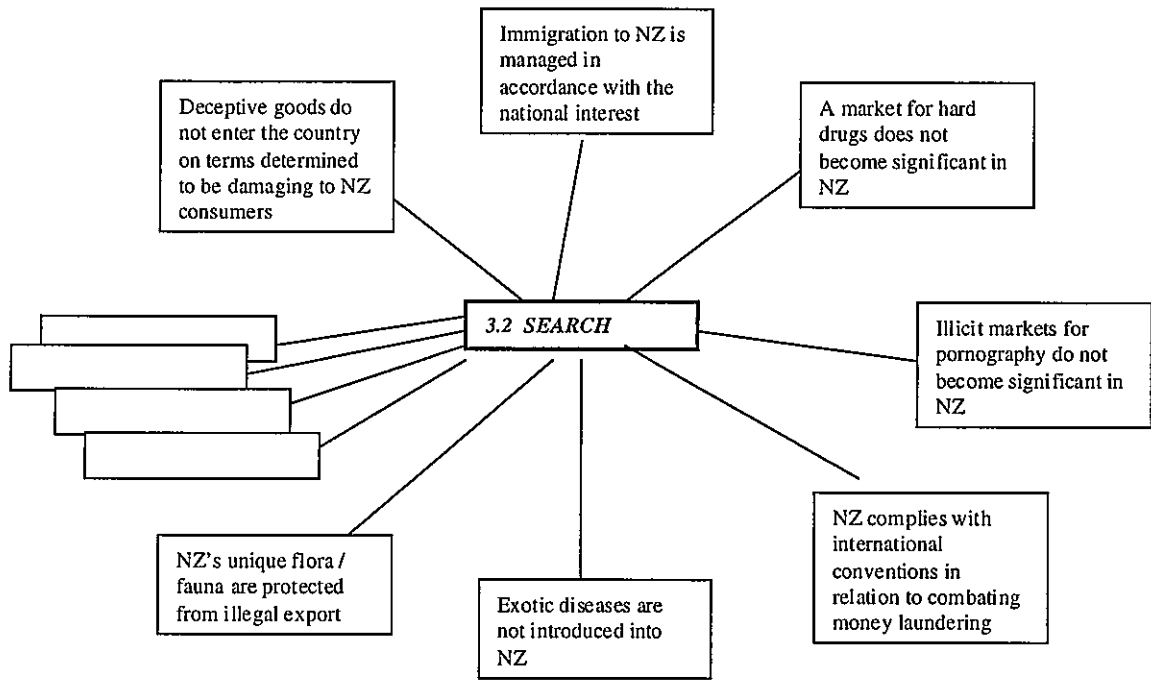 Immigration to NZ is
managed in
accordance with the
national interest
Deceptive goods do
not enter the country
on terms determined
to be damaging to NZ
consumers
A market for hard
drugs does not
become significant in
NZ
3.2 SEARCH
Illicit markets for
pornography do not
become significant in
NZ
NZ's unique flora /
fauna are protected
from illegal export
Exotic diseases are
not introduced into
NZ
NZ complies with
international
conventions in
relation to combating
money laundering